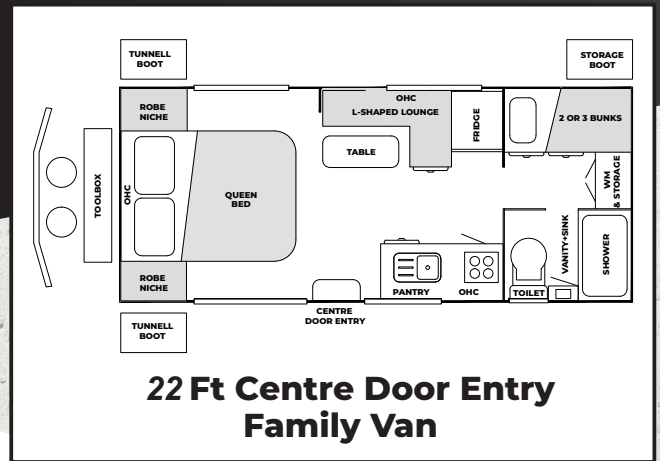 TUNNELL
BOOT
STORAGE
BOOT
ROBE
NICHE
OHC
L-SHAPED LOUNGE
FRIDGE
2 OR 3 BUNKS
TABLE
TOOLBOX
OHC
QUEEN
BED
WM
& STORAGE
VANITY+SINK
SHOWER
ROBE
NICHE
PANTRY
OHC
TOILET
CENTRE
DOOR ENTRY
TUNNELL
BOOT
22 Ft Centre Door Entry
Family Van